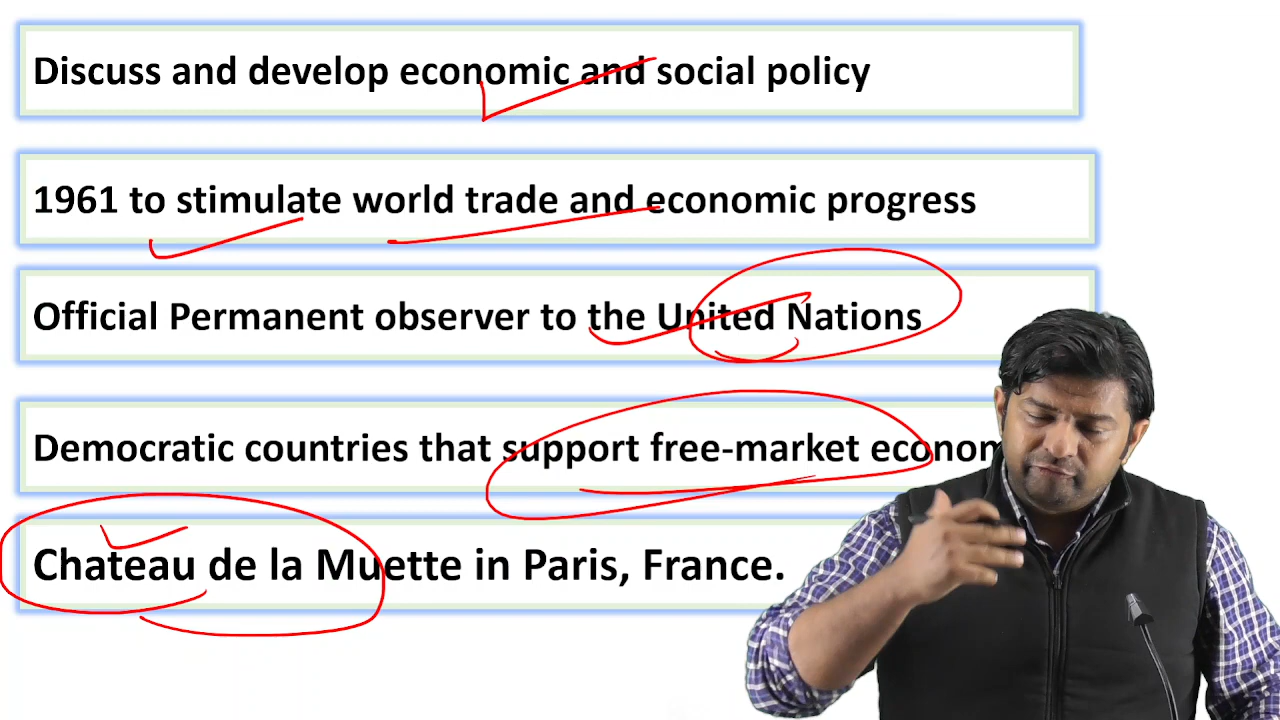 Discuss and develop economic and social policy
1961 to stimulate world trade and economic progress
Official Permanent observer to the United Nations
Democratic countries that support free-market econom
Chateau de la Muette in Paris, France.